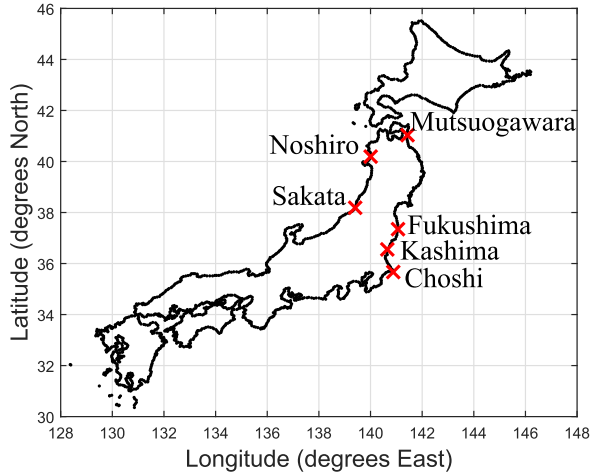 46
44
42
40
38
36
34
32
30
Latitude (degrees North)
Mutsuogawara
Noshiro
Sakata
Fukushima
Kashima
Choshi
128 130 132 134 136 138 140 142 144 146 148
Longitude (degrees East)